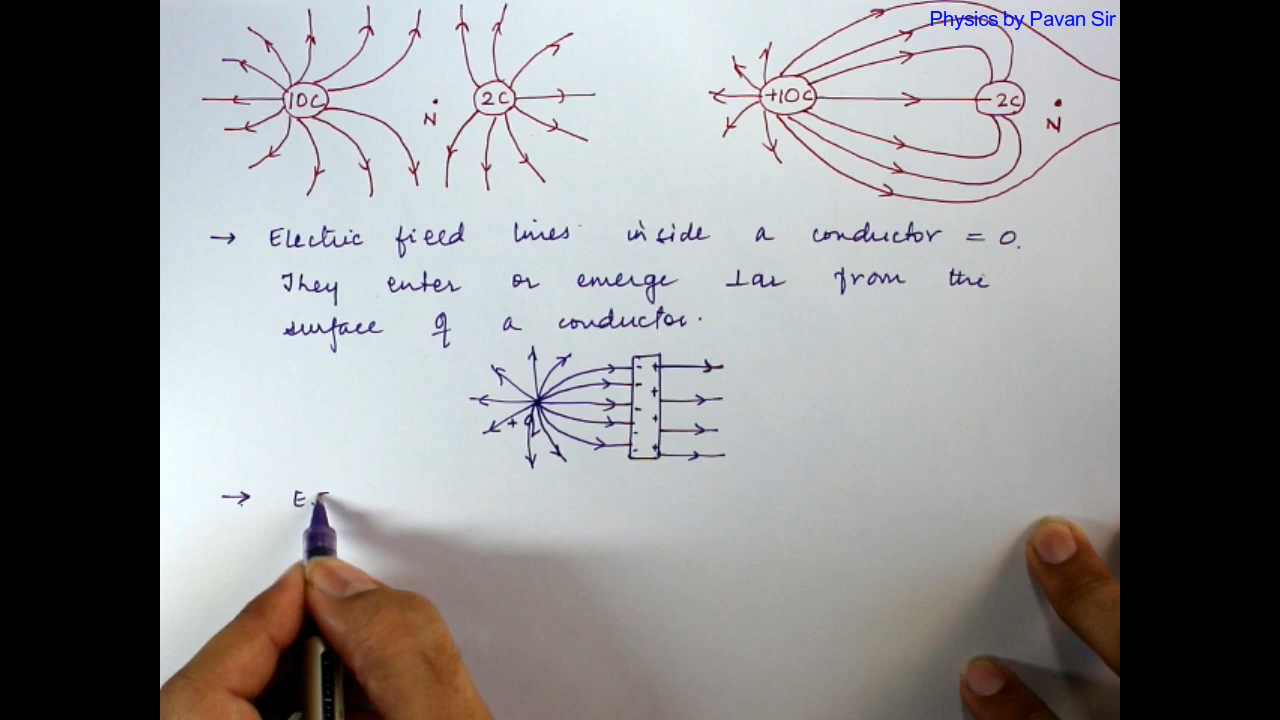 Physics by Pavan Sir
10C
N
2C
+10C
-2C
N
→ Electric field lines inside a conductor = 0.
They enter or emerge ⊥ar from the
surface of a conductor.
- +
- +
- +
-
- +
+q
→ E.F